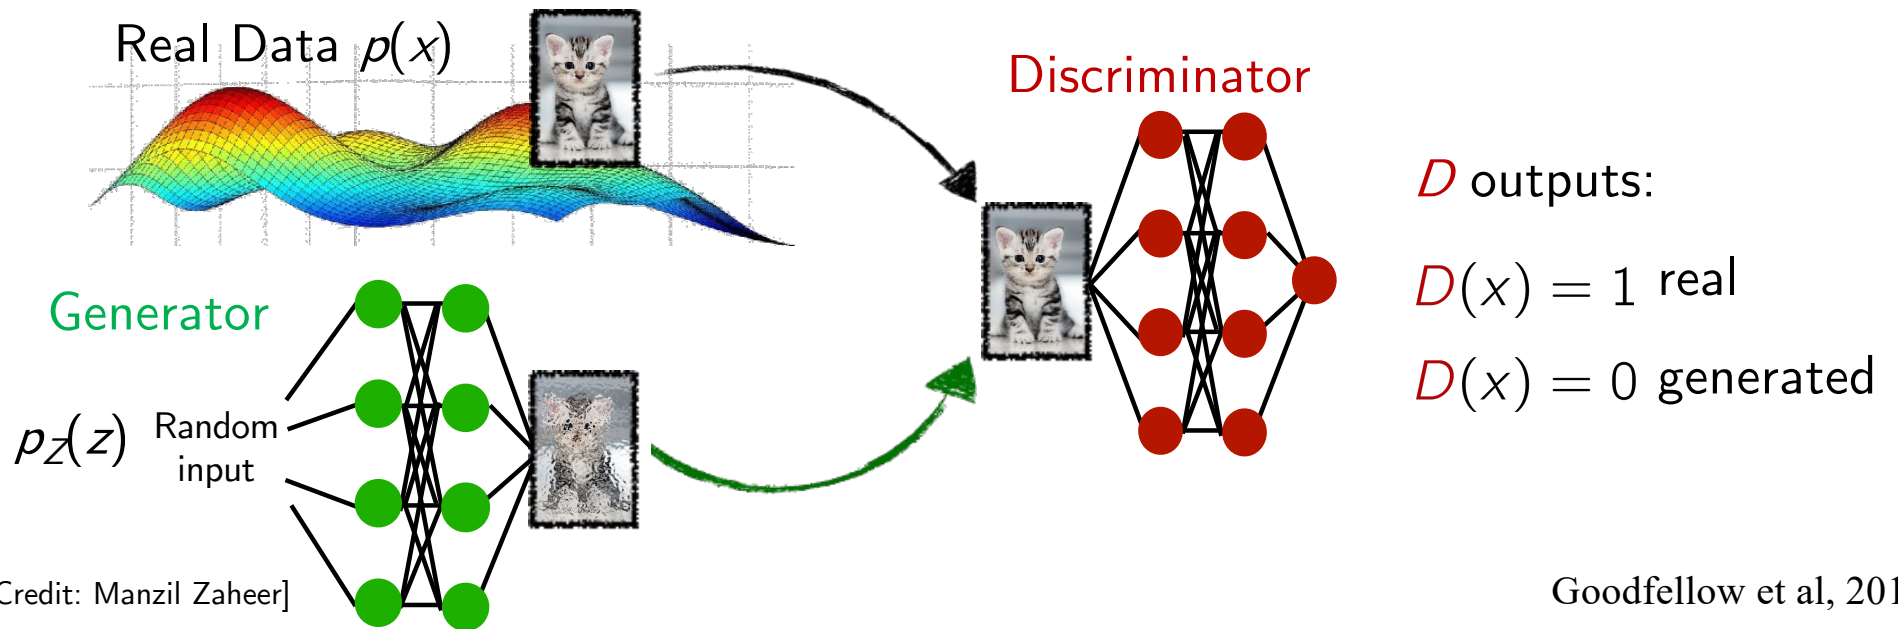 Real Data p(x)
Discriminator
D outputs:
D(x) = 1 real
D(x) = 0 generated
Generator
p_Z(z)
Random
input
Credit: Manzil Zaheer]
Goodfellow et al, 201